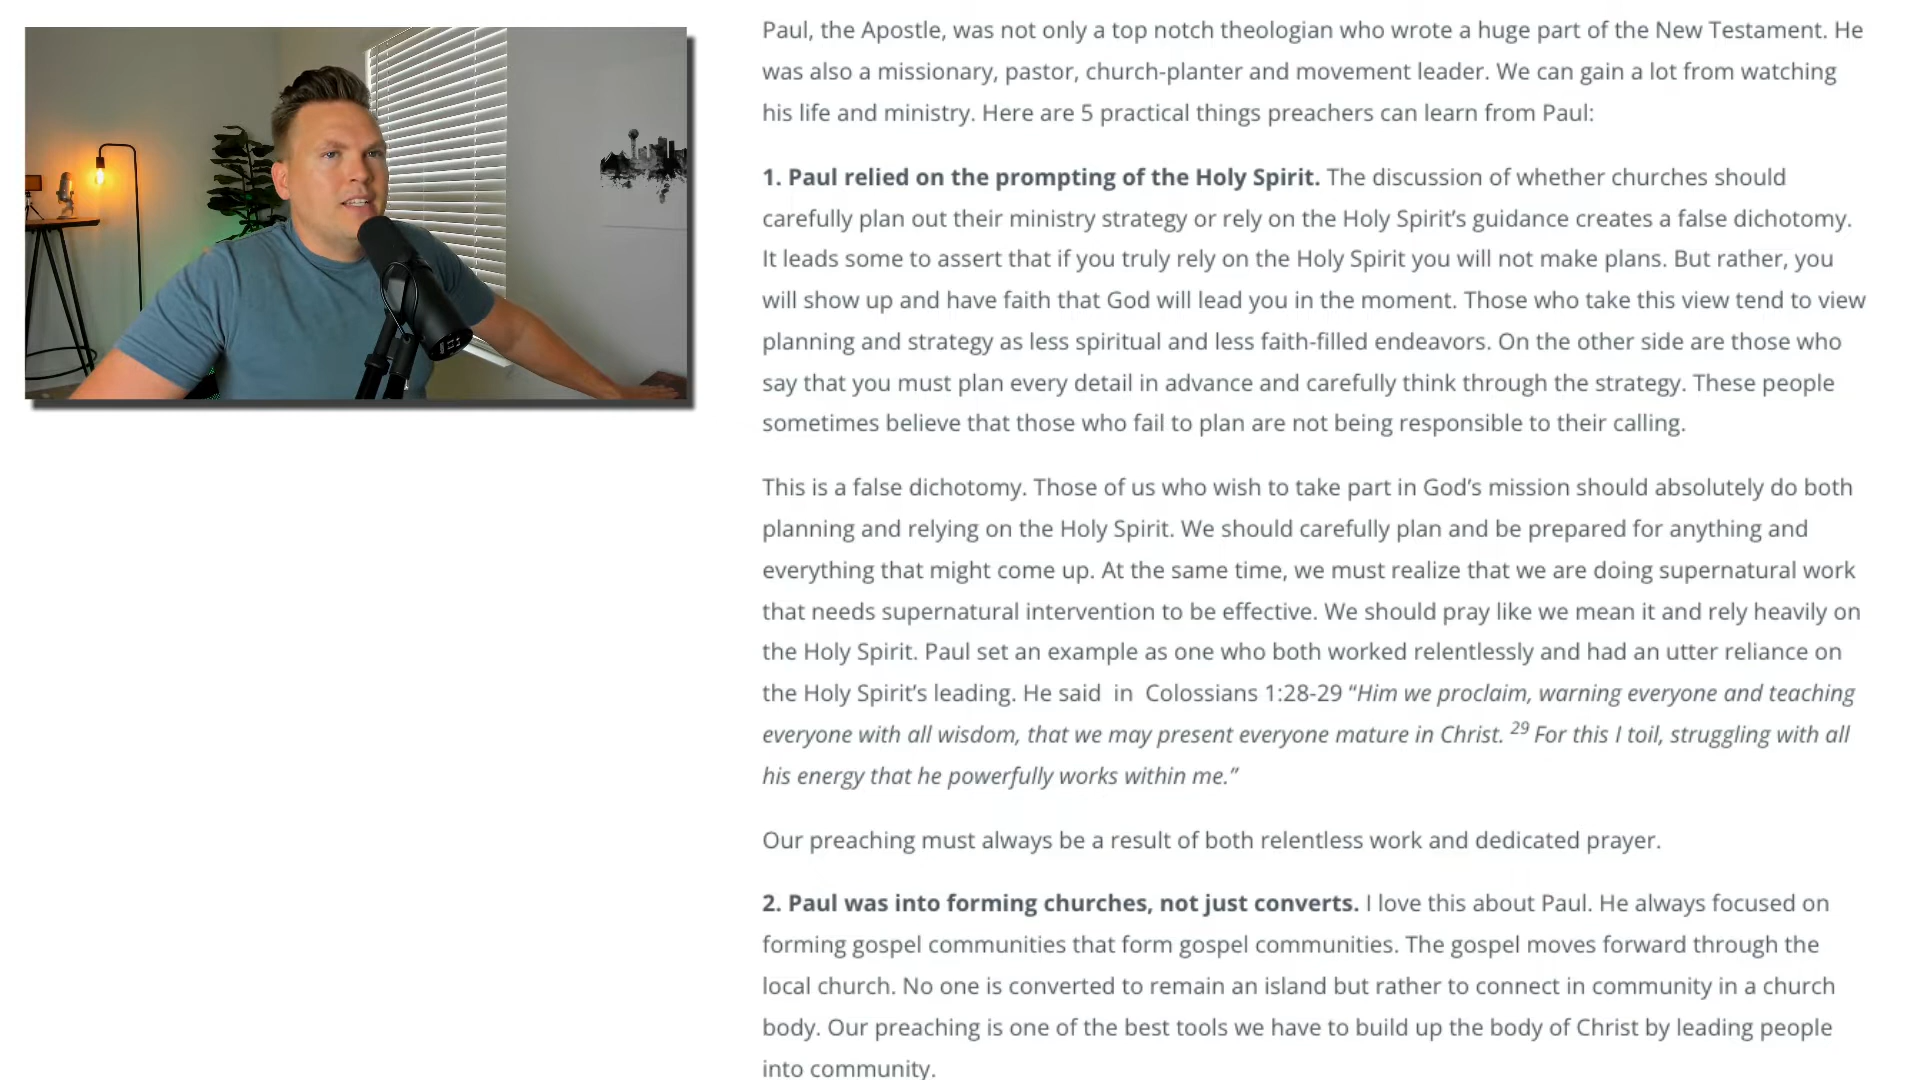 Paul, the Apostle, was not only a top notch theologian who wrote a huge part of the New Testament. He
was also a missionary, pastor, church-planter and movement leader. We can gain a lot from watching
his life and ministry. Here are 5 practical things preachers can learn from Paul:
1. Paul relied on the prompting of the Holy Spirit. The discussion of whether churches should
carefully plan out their ministry strategy or rely on the Holy Spirit’s guidance creates a false dichotomy.
It leads some to assert that if you truly rely on the Holy Spirit you will not make plans. But rather, you
will show up and have faith that God will lead you in the moment. Those who take this view tend to view
planning and strategy as less spiritual and less faith-filled endeavors. On the other side are those who
say that you must plan every detail in advance and carefully think through the strategy. These people
sometimes believe that those who fail to plan are not being responsible to their calling.
This is a false dichotomy. Those of us who wish to take part in God’s mission should absolutely do both
planning and relying on the Holy Spirit. We should carefully plan and be prepared for anything and
everything that might come up. At the same time, we must realize that we are doing supernatural work
that needs supernatural intervention to be effective. We should pray like we mean it and rely heavily on
the Holy Spirit. Paul set an example as one who both worked relentlessly and had an utter reliance on
the Holy Spirit’s leading. He said in Colossians 1:28-29 “Him we proclaim, warning everyone and teaching
everyone with all wisdom, that we may present everyone mature in Christ. 29 For this I toil, struggling with all
his energy that he powerfully works within me.”
Our preaching must always be a result of both relentless work and dedicated prayer.
2. Paul was into forming churches, not just converts. I love this about Paul. He always focused on
forming gospel communities that form gospel communities. The gospel moves forward through the
local church. No one is converted to remain an island but rather to connect in community in a church
body. Our preaching is one of the best tools we have to build up the body of Christ by leading people
into community.